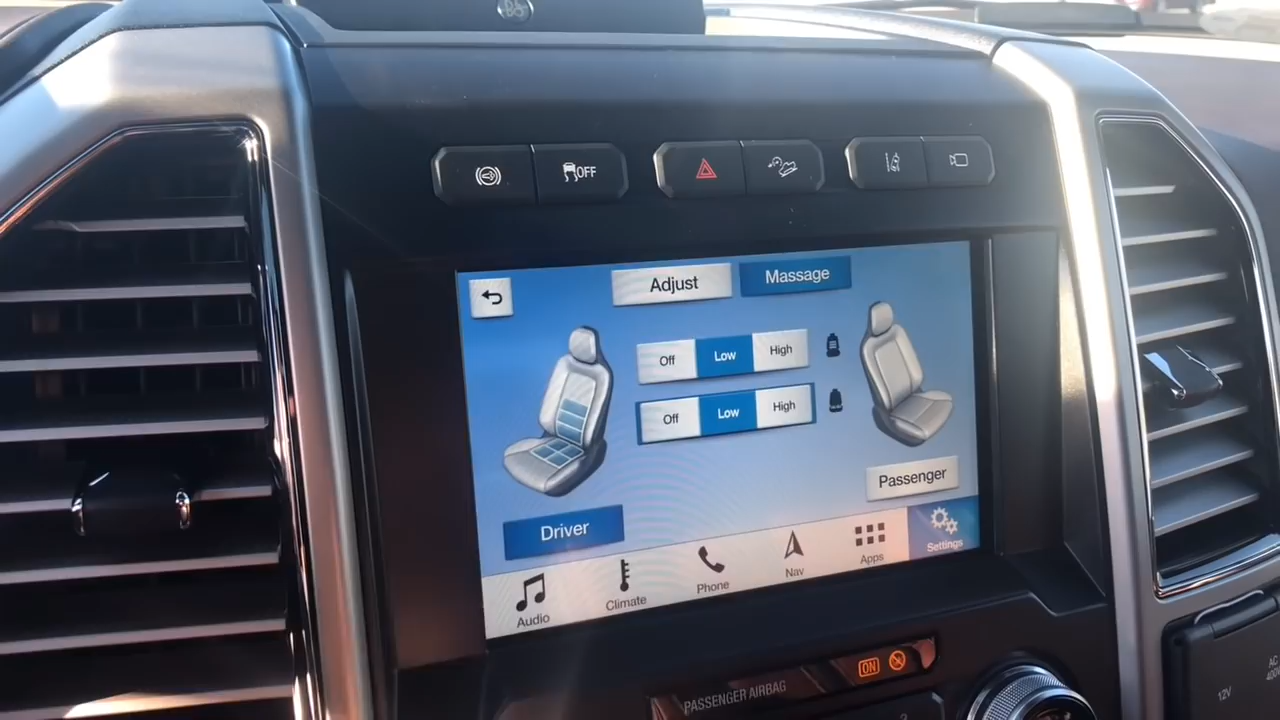 OFF
Adjust
Massage
Off
Low
High
Off
Low
High
Passenger
Driver
Audio
Climate
Phone
Nav
Apps
Settings
ON
PASSENGER AIRBAG
12V
AC